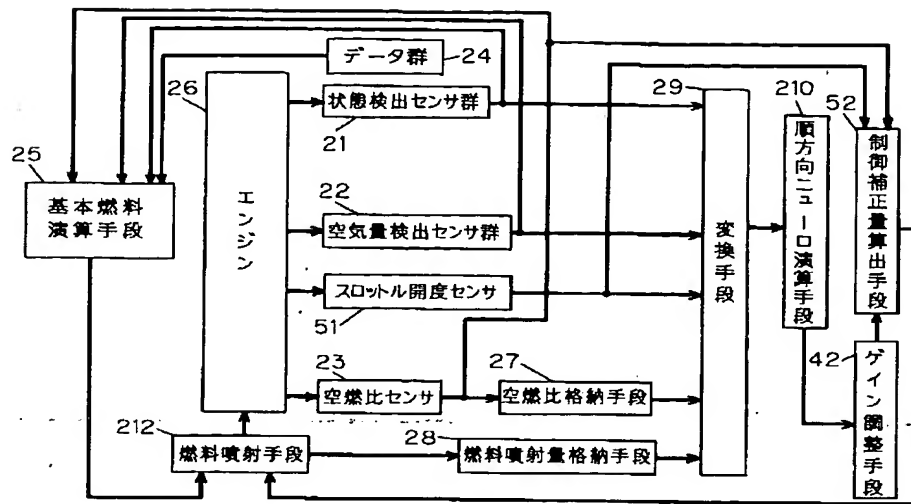 データ群
24
26
状態検出センサ群
21
29
210
52
25
基本燃料
演算手段
エンジン
22
空気量検出センサ群
変換手段
順方向ニューロ演算手段
制御補正量算出手段
スロットル開度センサ
51
23
空燃比センサ
27
空燃比格納手段
42
ゲイン調整手段
212
燃料噴射手段
28
燃料噴射量格納手段